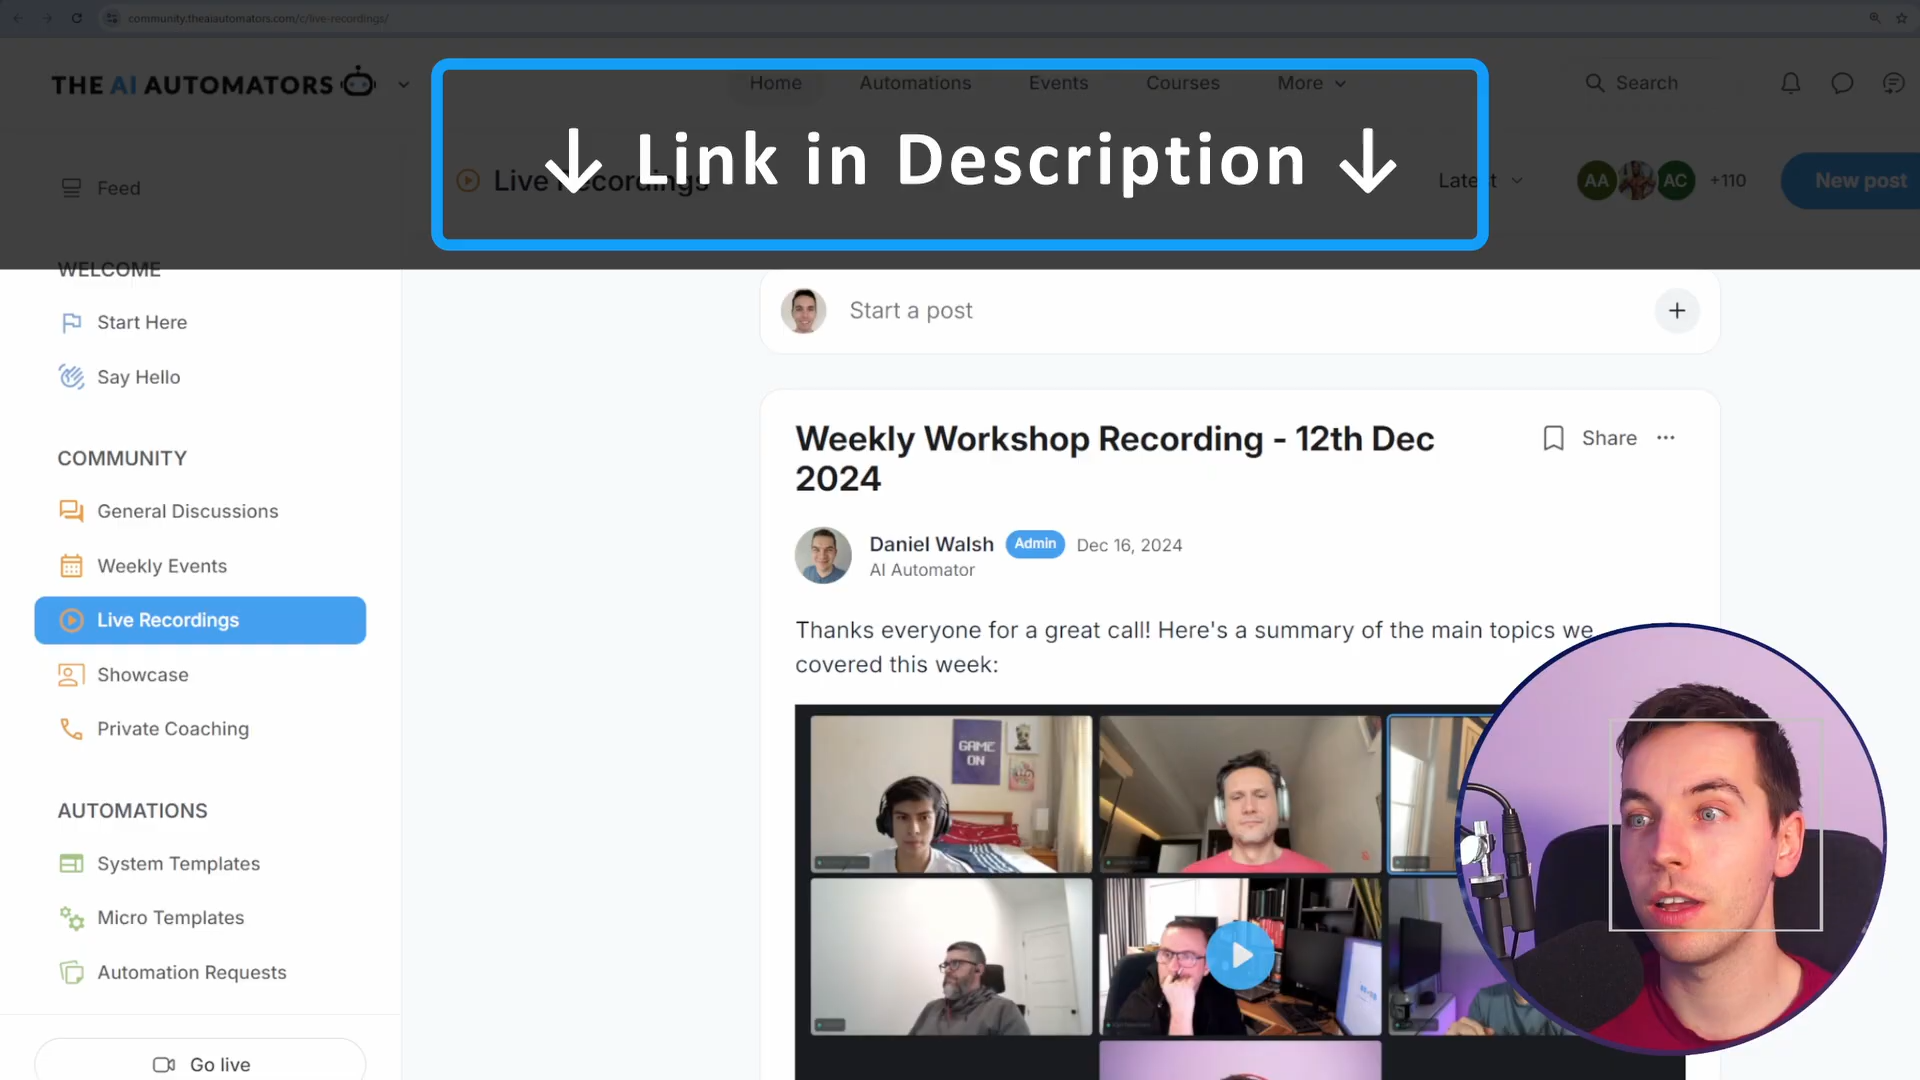 community.theaiautomators.com/c/live-recordings/
THE AI AUTOMATORS
Home
Automations
Events
Courses
More
Search
↓ Link in Description ↓
Live Recordings
Latest
AA
AC
+110
New post
Feed
WELCOME
Start Here
Say Hello
COMMUNITY
General Discussions
Weekly Events
Live Recordings
Showcase
Private Coaching
AUTOMATIONS
System Templates
Micro Templates
Automation Requests
Go live
Start a post
Weekly Workshop Recording - 12th Dec
2024
Share
Daniel Walsh
Admin
Dec 16, 2024
AI Automator
Thanks everyone for a great call! Here's a summary of the main topics we
covered this week:
GAME
ON